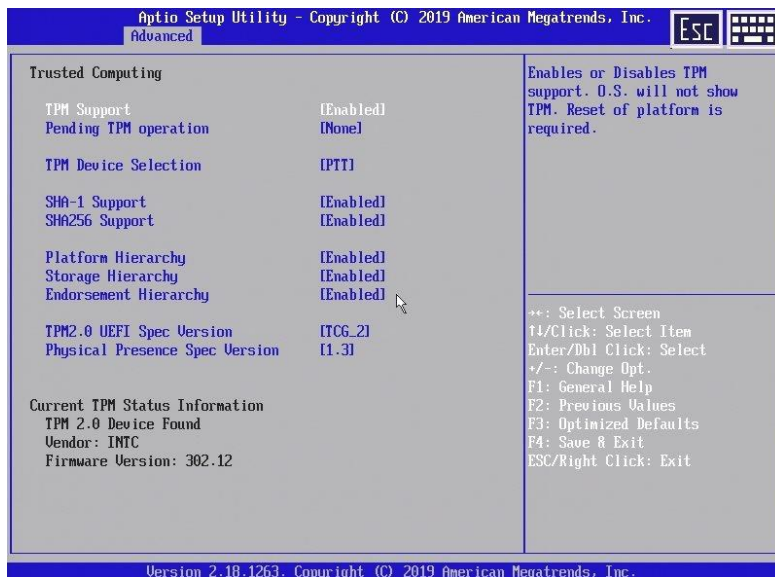 Aptio Setup Utility - Copyright (C) 2019 American Megatrends, Inc.
Esc
Advanced
Trusted Computing
TPM Support [Enabled]
Pending TPM operation [None]
TPM Device Selection [PTT]
SHA-1 Support [Enabled]
SHA256 Support [Enabled]
Platform Hierarchy [Enabled]
Storage Hierarchy [Enabled]
Endorsement Hierarchy [Enabled]
TPM2.0 UEFI Spec Version [TCG_2]
Physical Presence Spec Version [1.3]
Current TPM Status Information
TPM 2.0 Device Found
Vendor: INTC
Firmware Version: 302.12
Enables or Disables TPM
support. O.S. will not show
TPM. Reset of platform is
required.
→←: Select Screen
↑↓/Click: Select Item
Enter/Dbl Click: Select
+/-: Change Opt.
F1: General Help
F2: Previous Values
F3: Optimized Defaults
F4: Save & Exit
ESC/Right Click: Exit
Version 2.18.1263. Copyright (C) 2019 American Megatrends, Inc.